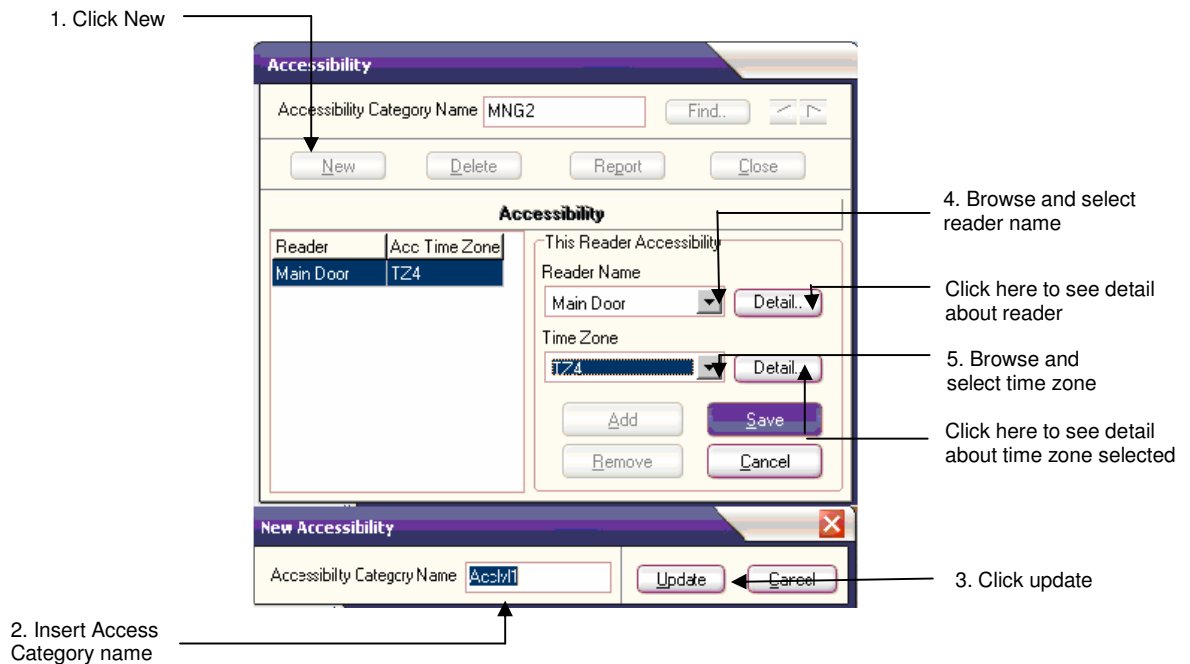 1. Click New
Accessibility
Accessibility Category Name MNG2 Find..
New Delete Report Close
Accessibility
Reader Acc Time Zone
Main Door TZ4
This Reader Accessibility
Reader Name
Main Door Detail..
Time Zone
TZ4 Detail..
Add Save
Remove Cancel
4. Browse and select
reader name
Click here to see detail
about reader
5. Browse and
select time zone
Click here to see detail
about time zone selected
New Accessibility
Accessibilty Category Name Acclvl1 Update Cancel
3. Click update
2. Insert Access
Category name